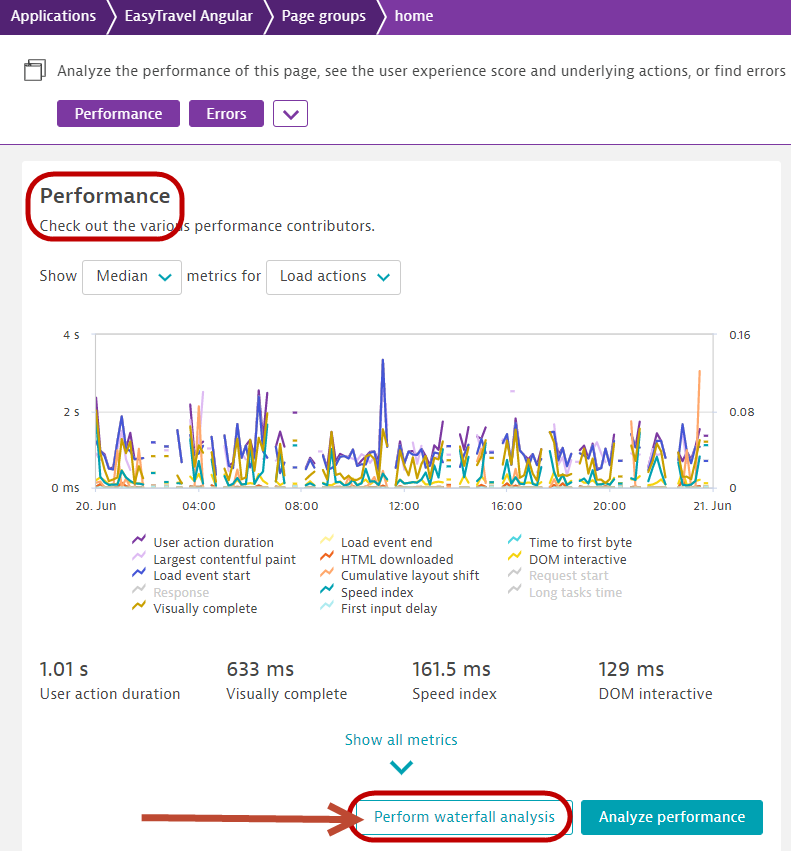 Applications EasyTravel Angular Page groups home
Analyze the performance of this page, see the user experience score and underlying actions, or find errors
Performance Errors
Performance
Check out the various performance contributors.
Show Median metrics for Load actions
4 s 0.16
2 s 0.08
0 ms 0
20. Jun 04:00 08:00 12:00 16:00 20:00 21. Jun
User action duration Load event end Time to first byte
Largest contentful paint HTML downloaded DOM interactive
Load event start Cumulative layout shift Request start
Response Speed index Long tasks time
Visually complete First input delay
1.01 s 633 ms 161.5 ms 129 ms
User action duration Visually complete Speed index DOM interactive
Show all metrics
Perform waterfall analysis Analyze performance